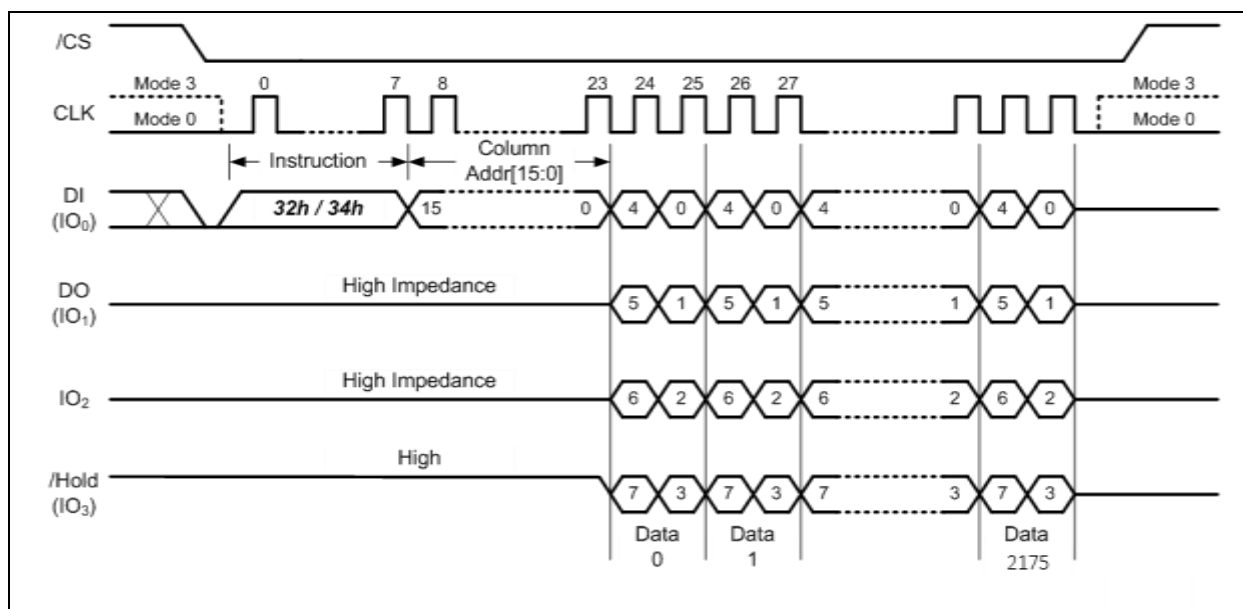 /CS
Mode 3 0 7 8 23 24 25 26 27 Mode 3
CLK
Mode 0 Mode 0
Instruction Column
Addr[15:0]
DI
(IO0) 32h / 34h 15 0 4 0 4 0 4 0 4 0
High Impedance
DO
(IO1) 5 1 5 1 5 1 5 1
High Impedance
IO2 6 2 6 2 6 2 6 2
High
/Hold
(IO3) 7 3 7 3 7 3 7 3
Data Data Data
0 1 2175